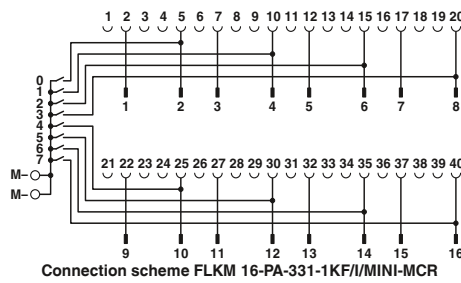 1 2 3 4 5 6 7 8 9 10 11 12 13 14 15 16 17 18 19 20
0
1
2
3
4
5
6
7
1 2 3 4 5 6 7 8
21 22 23 24 25 26 27 28 29 30 31 32 33 34 35 36 37 38 39 40
M-
M-
9 10 11 12 13 14 15 16
Connection scheme FLKM 16-PA-331-1KF/I/MINI-MCR